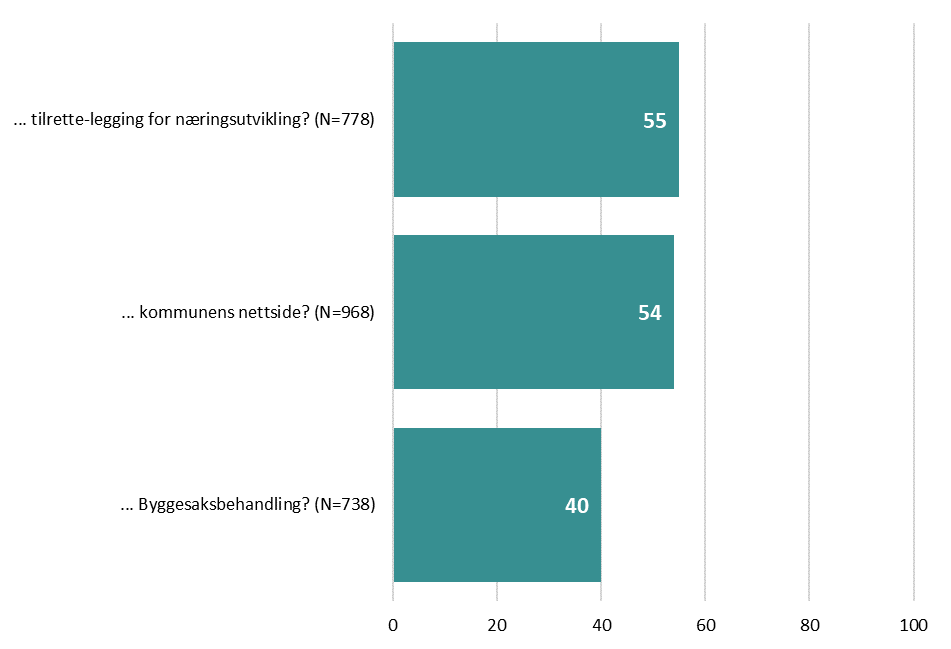 ... tilrette-legging for næringsutvikling? (N=778)
55
... kommunens nettside? (N=968)
54
... Byggesaksbehandling? (N=738)
40
0 20 40 60 80 100